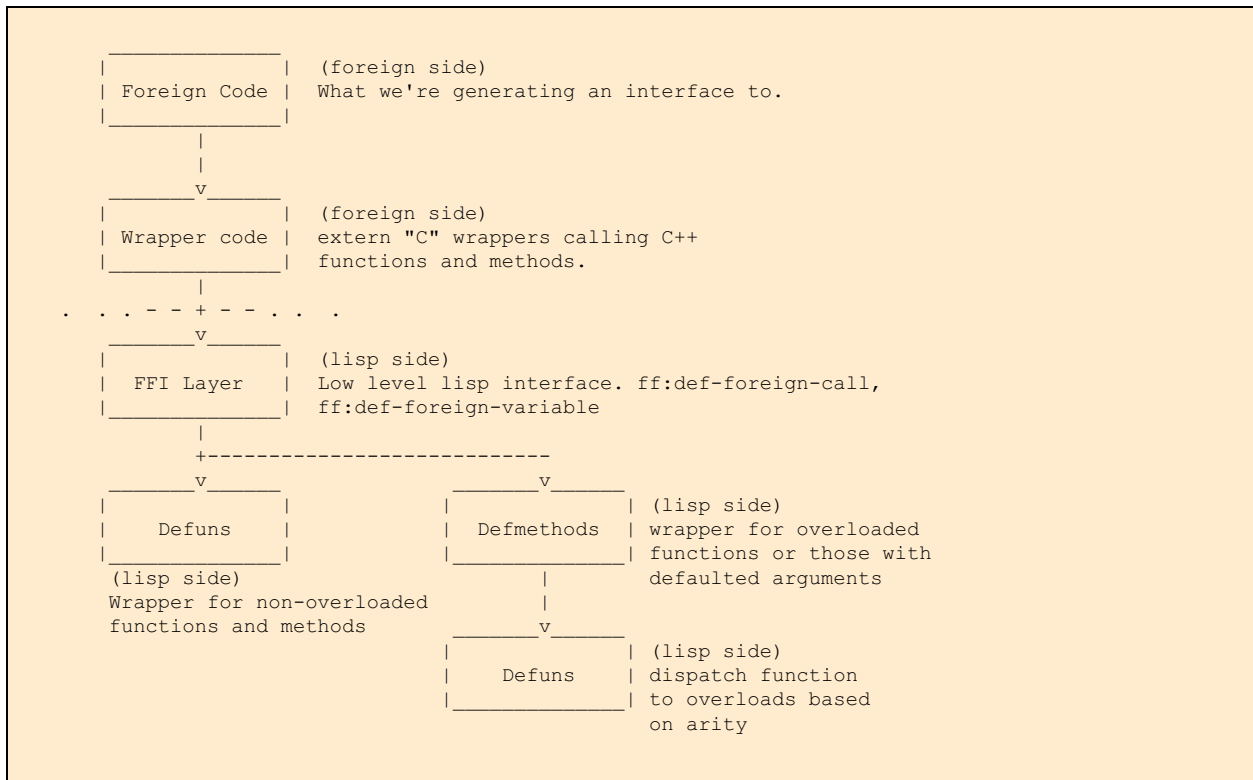 (foreign side)
Foreign Code What we're generating an interface to.
v
(foreign side)
Wrapper code extern "C" wrappers calling C++
functions and methods.
. . . - - + - - . . .
v
(lisp side)
FFI Layer Low level lisp interface. ff:def-foreign-call,
ff:def-foreign-variable
+----------------------------
v v
(lisp side)
Defuns Defmethods wrapper for overloaded
functions or those with
(lisp side) defaulted arguments
Wrapper for non-overloaded
functions and methods v
(lisp side)
Defuns dispatch function
to overloads based
on arity